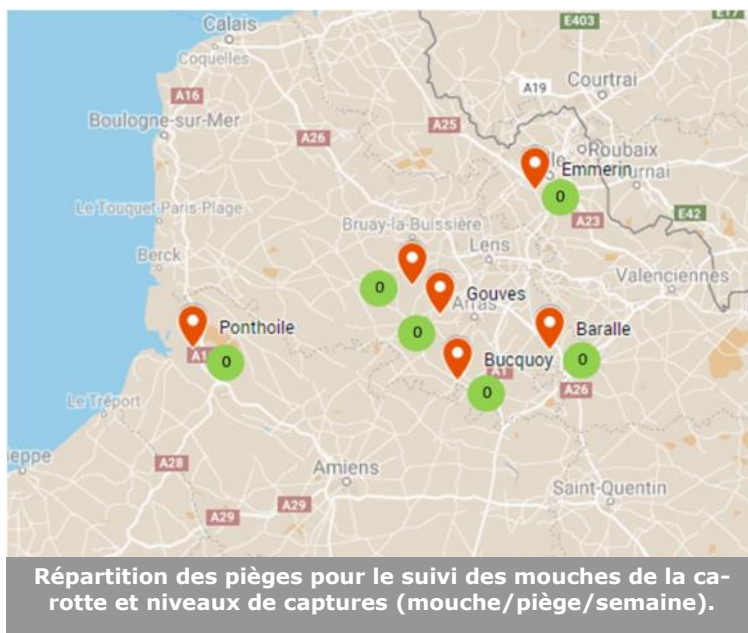 E403
E17
Calais
Coquelles
Courtrai
A16
A19
Boulogne-sur-Mer
A25
A26
Roubaix
Emmerin
Le Touquet-Paris-Plage
0
A23
E42
Bruay-la-Buissière
Lens
Berck
Valenciennes
0
Gouves
Arras
Ponthoile
Baralle
0
0
0
Bucquoy
A1
A26
0
Le Tréport
A28
Amiens
Saint-Quentin
A29
A29
Répartition des pièges pour le suivi des mouches de la ca-
rotte et niveaux de captures (mouche/piège/semaine).